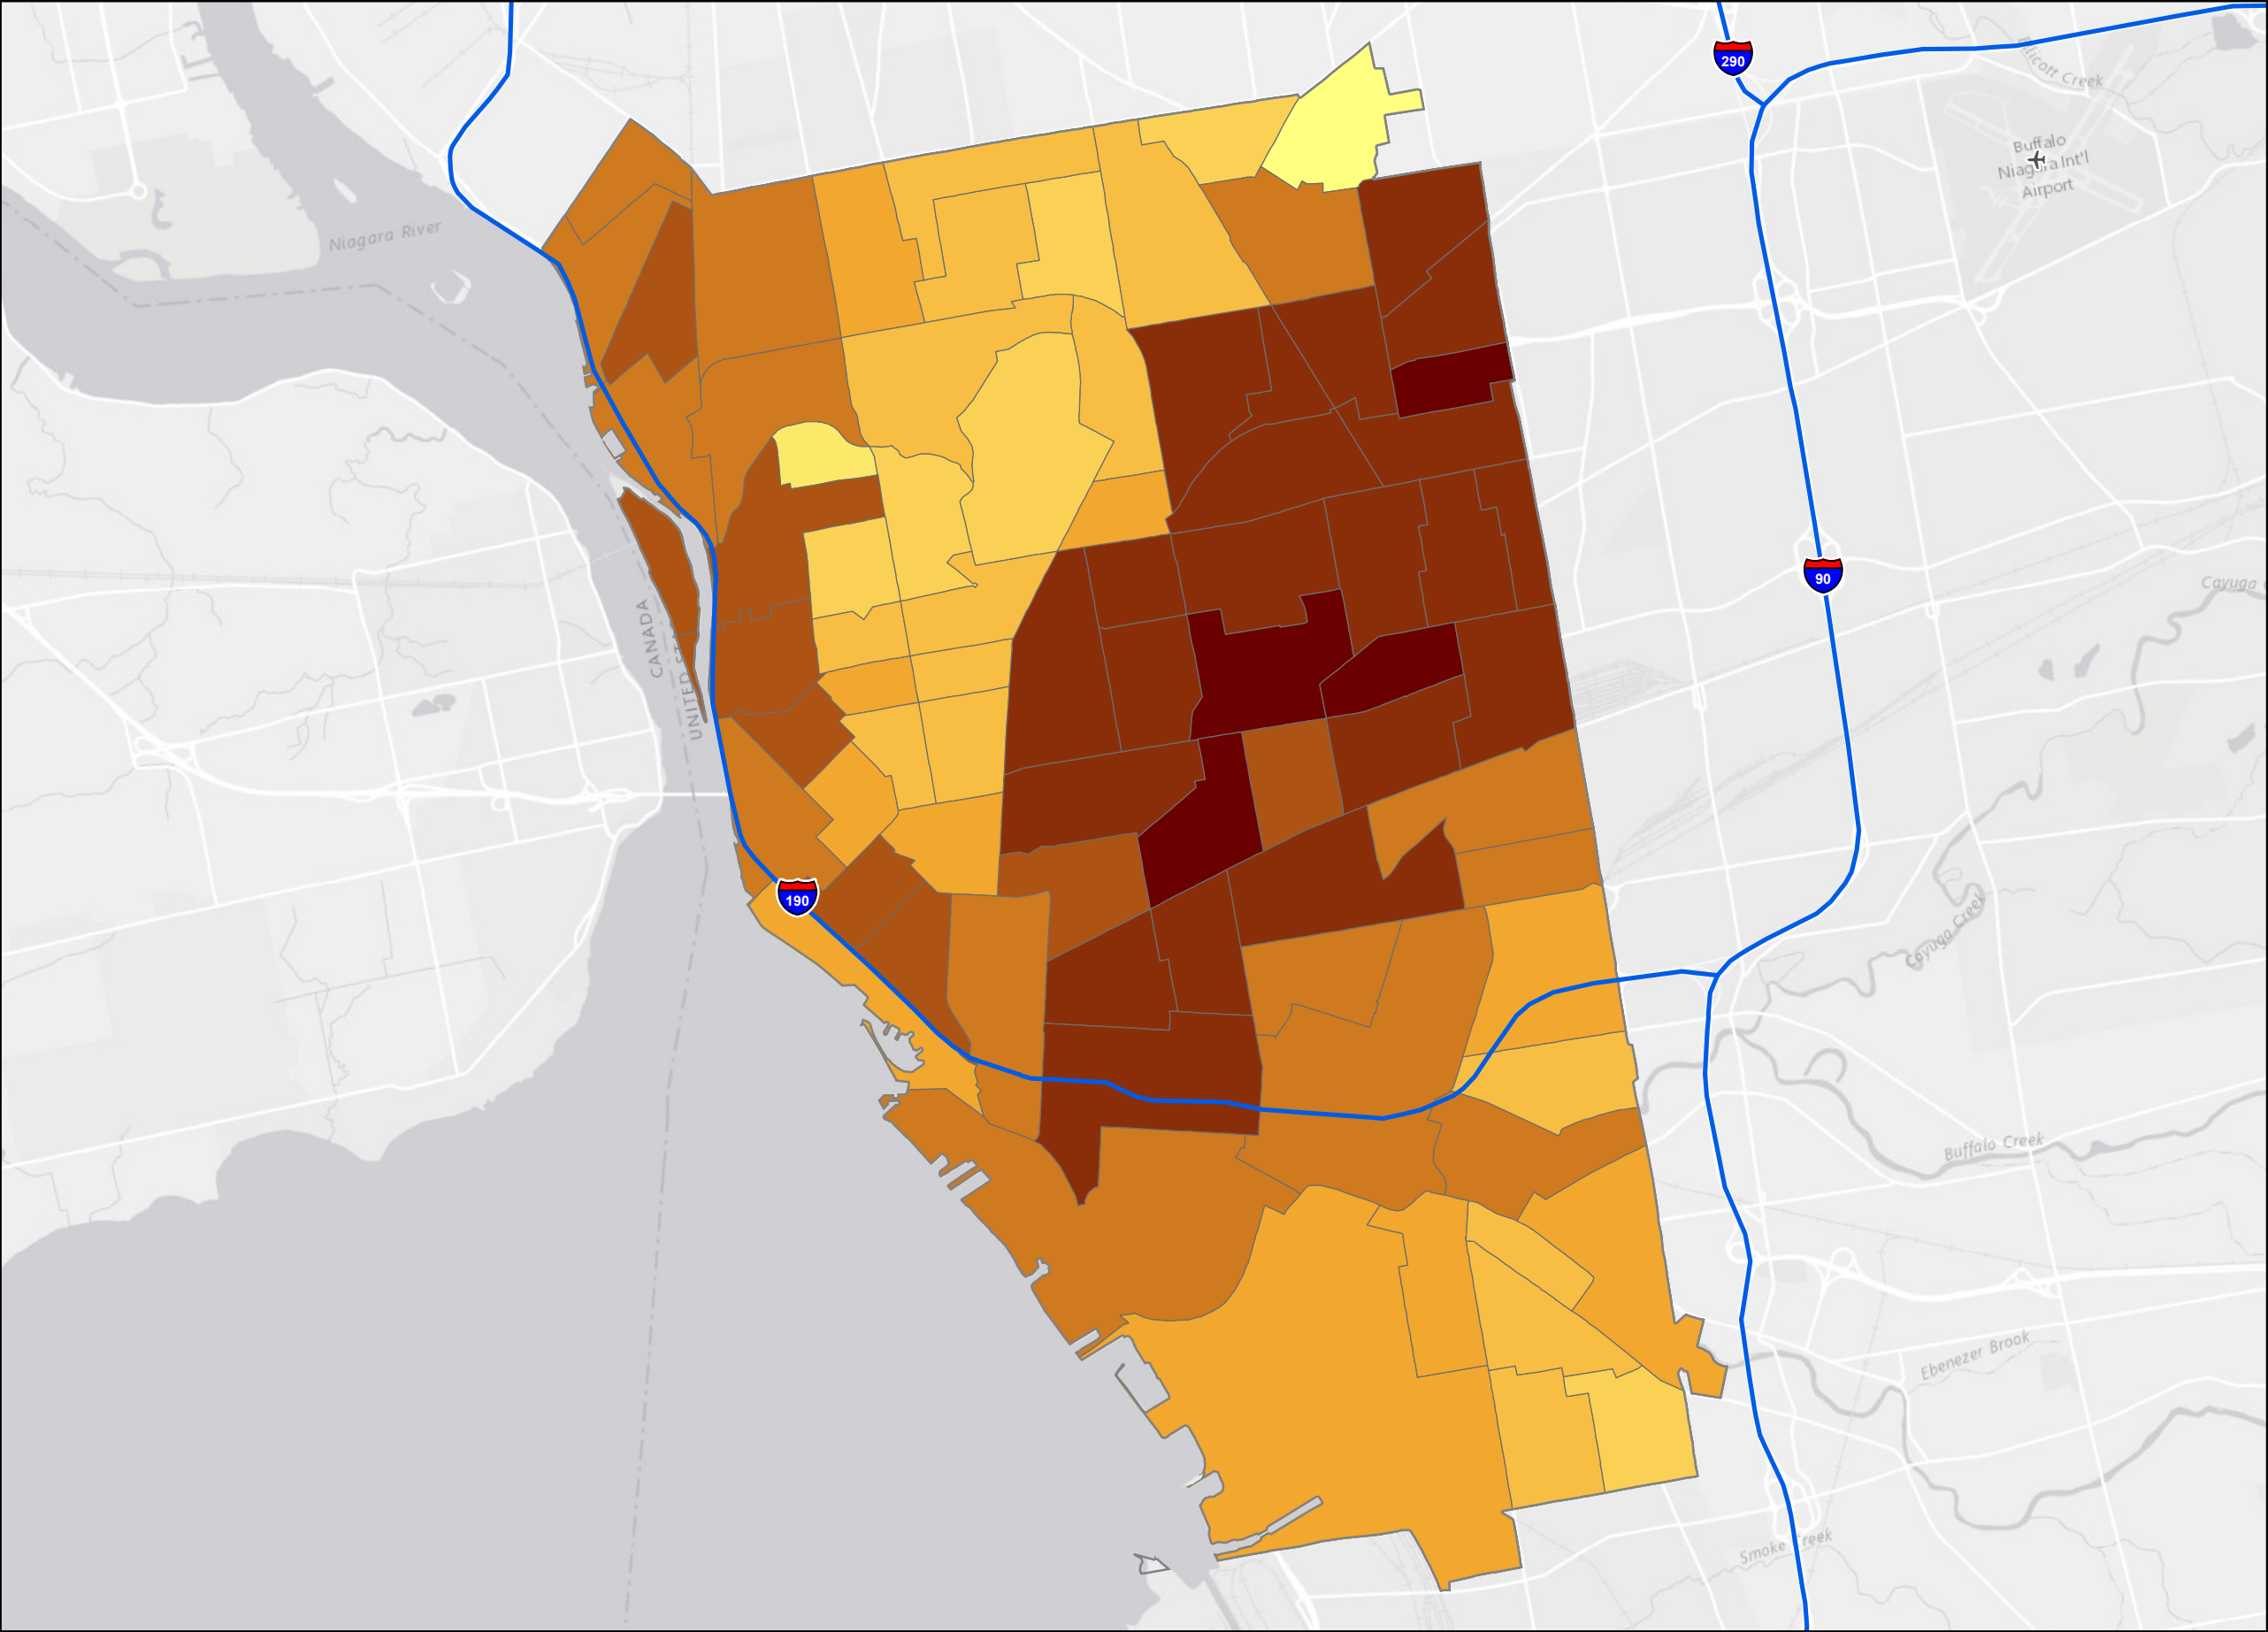 290
Ellicott Creek
Buffalo
Niagara Int'l
Airport
Niagara River
90
Cayuga
CANADA
UNITED ST
190
Cayuga Creek
Buffalo Creek
Ebenezer Brook
Smoke Creek